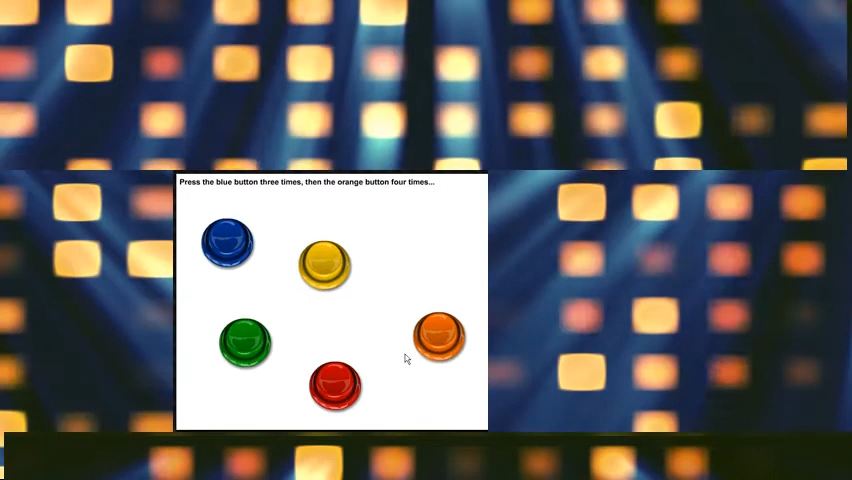 Press the blue button three times, then the orange button four times...